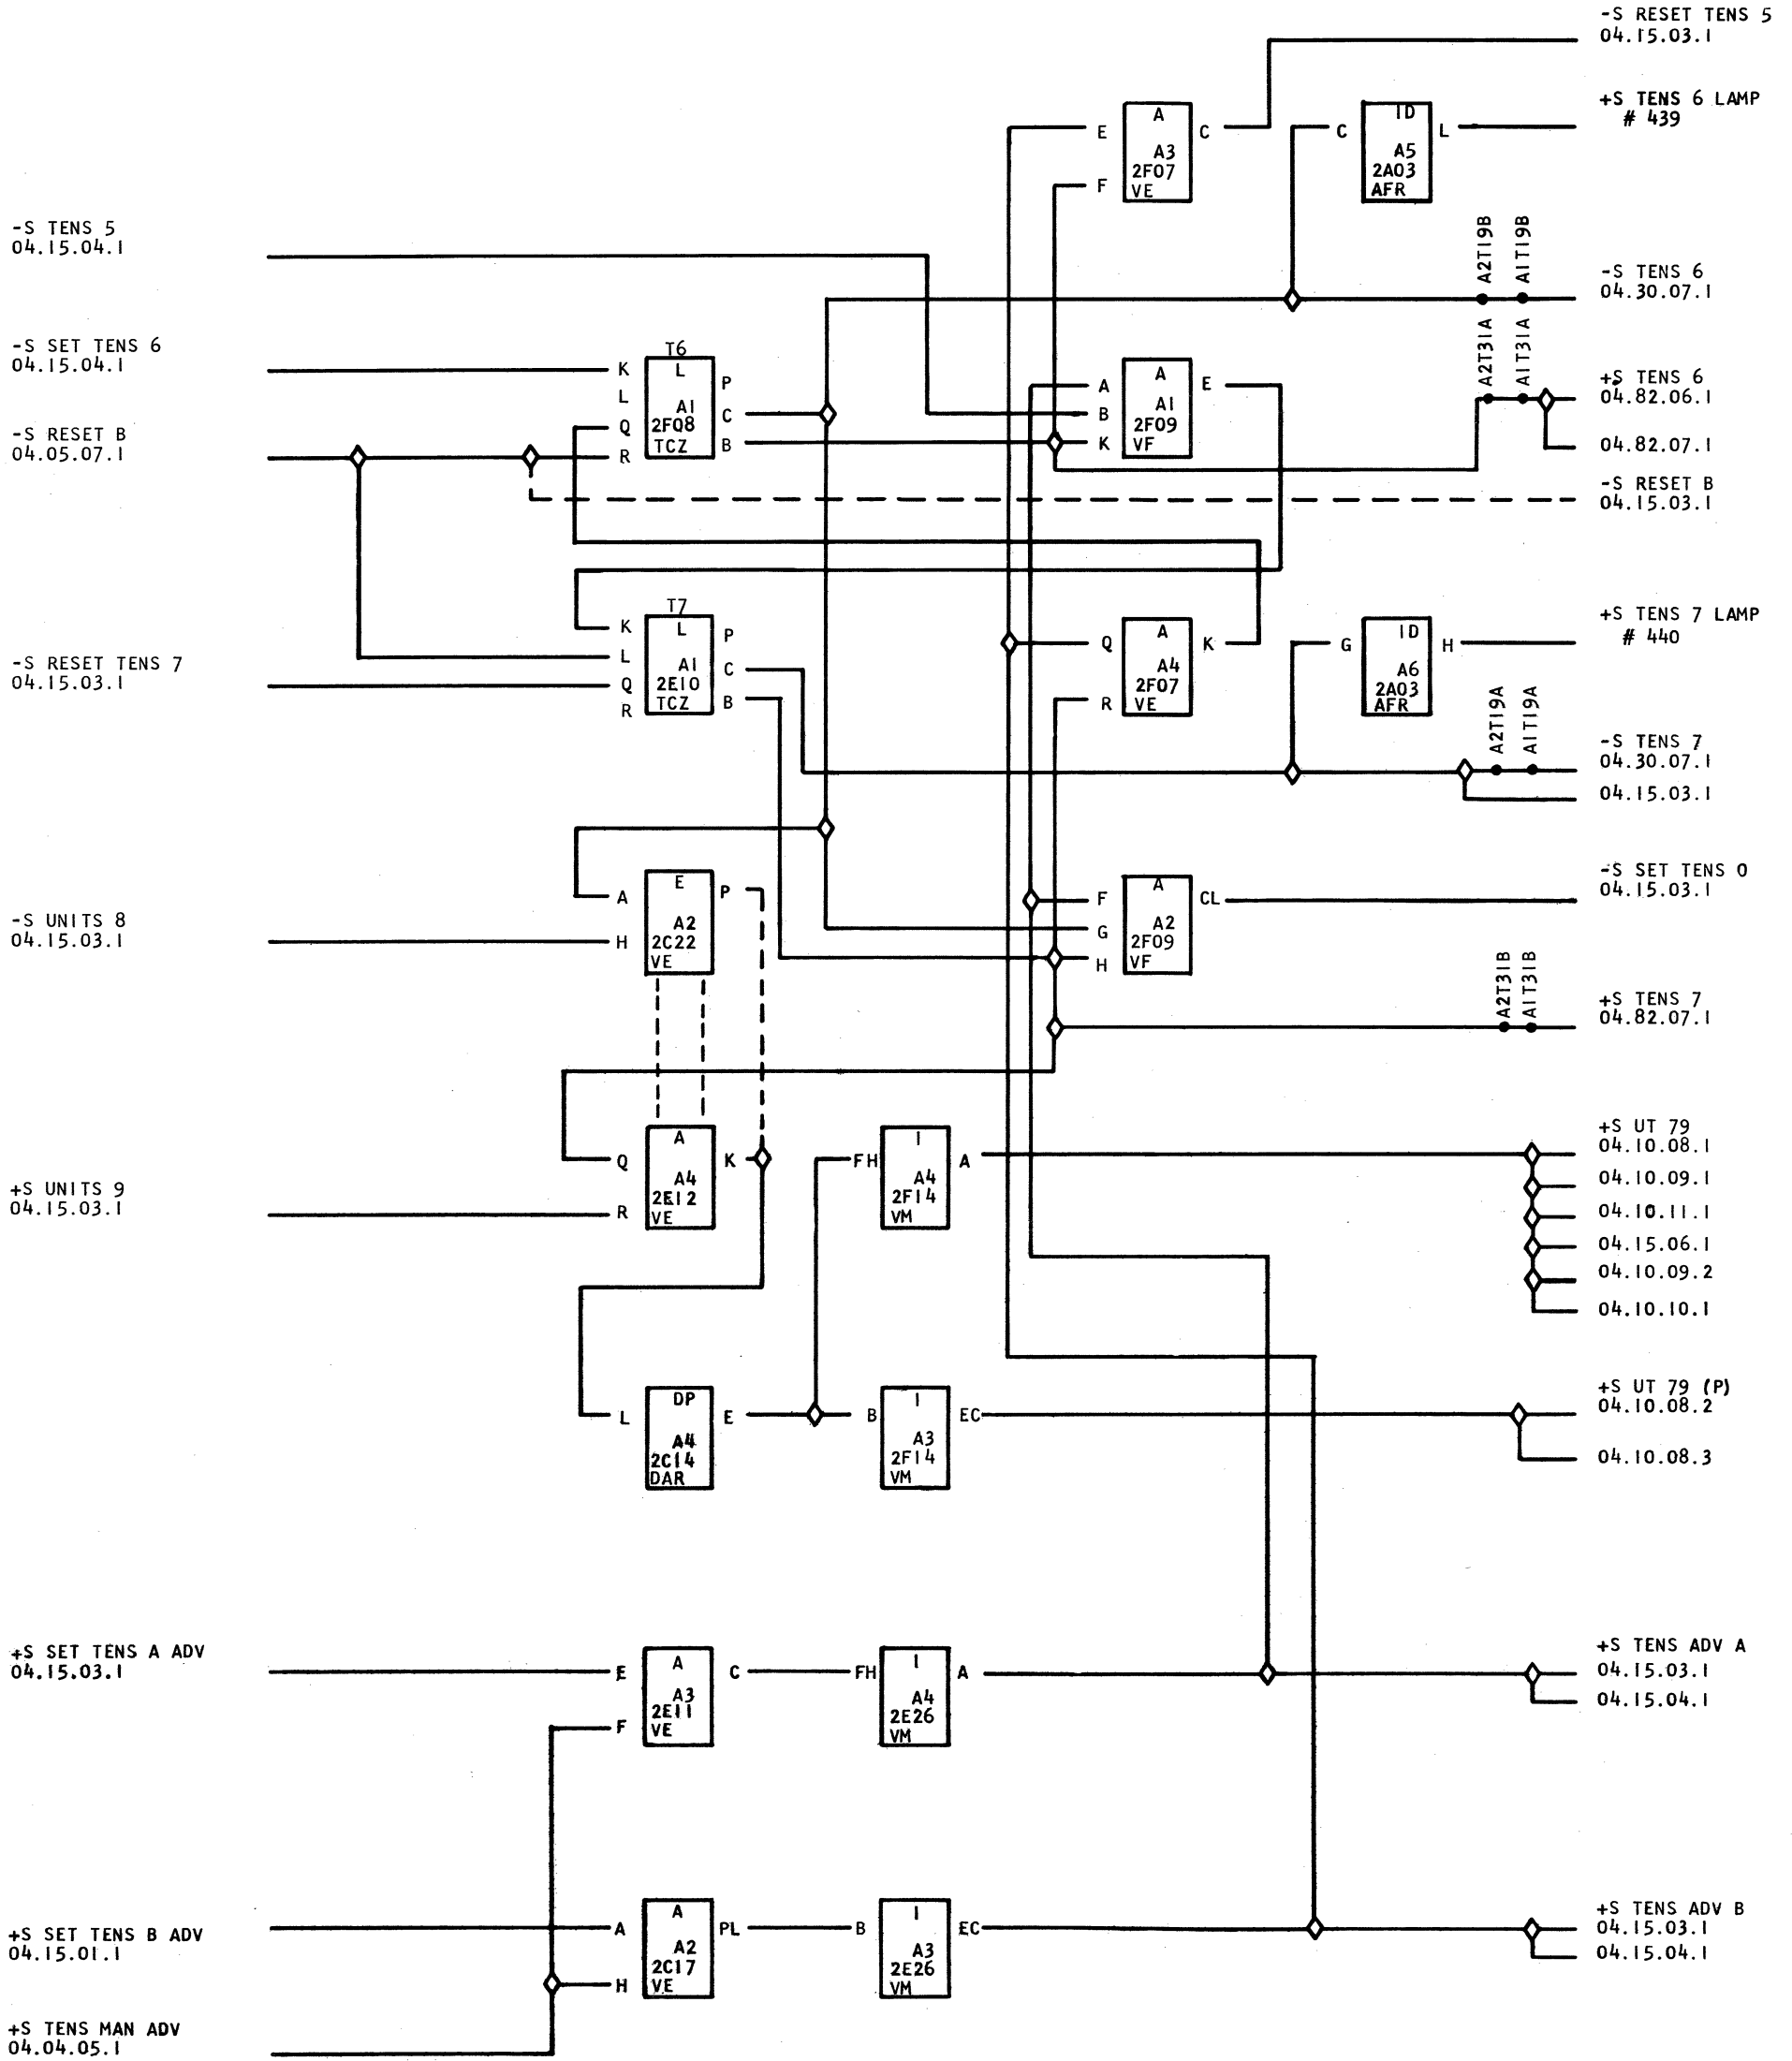 -S RESET TENS 5
04.15.03.1
+S TENS 6 LAMP
# 439
E
F
A
A3
2F07
VE
C
C
ID
A5
2A03
AFR
L
-S TENS 5
04.15.04.1
A2T19B
A1T19B
-S TENS 6
04.30.07.1
-S SET TENS 6
04.15.04.1
-S RESET B
04.05.07.1
K
L
Q
R
T6
L
A1
2F08
TCZ
P
C
B
A
B
K
A
A1
2F09
VF
E
A2T31A
A1T31A
+S TENS 6
04.82.06.1
04.82.07.1
-S RESET B
04.15.03.1
-S RESET TENS 7
04.15.03.1
K
L
Q
R
T7
L
A1
2E10
TCZ
P
C
B
Q
R
A
A4
2F07
VE
K
G
ID
A6
2A03
AFR
H
+S TENS 7 LAMP
# 440
A2T19A
A1T19A
-S TENS 7
04.30.07.1
04.15.03.1
-S UNITS 8
04.15.03.1
A
H
E
A2
2C22
VE
P
F
G
H
A
A2
2F09
VF
CL
-S SET TENS 0
04.15.03.1
A2T31B
A1T31B
+S TENS 7
04.82.07.1
+S UNITS 9
04.15.03.1
Q
R
A
A4
2E12
VE
K
FH
I
A4
2F14
VM
A
+S UT 79
04.10.08.1
04.10.09.1
04.10.11.1
04.15.06.1
04.10.09.2
04.10.10.1
L
DP
A4
2C14
DAR
E
B
I
A3
2F14
VM
EC
+S UT 79 (P)
04.10.08.2
04.10.08.3
+S SET TENS A ADV
04.15.03.1
E
F
A
A3
2E11
VE
C
FH
I
A4
2E26
VM
A
+S TENS ADV A
04.15.03.1
04.15.04.1
+S SET TENS B ADV
04.15.01.1
A
H
A
A2
2C17
VE
PL
B
I
A3
2E26
VM
EC
+S TENS ADV B
04.15.03.1
04.15.04.1
+S TENS MAN ADV
04.04.05.1